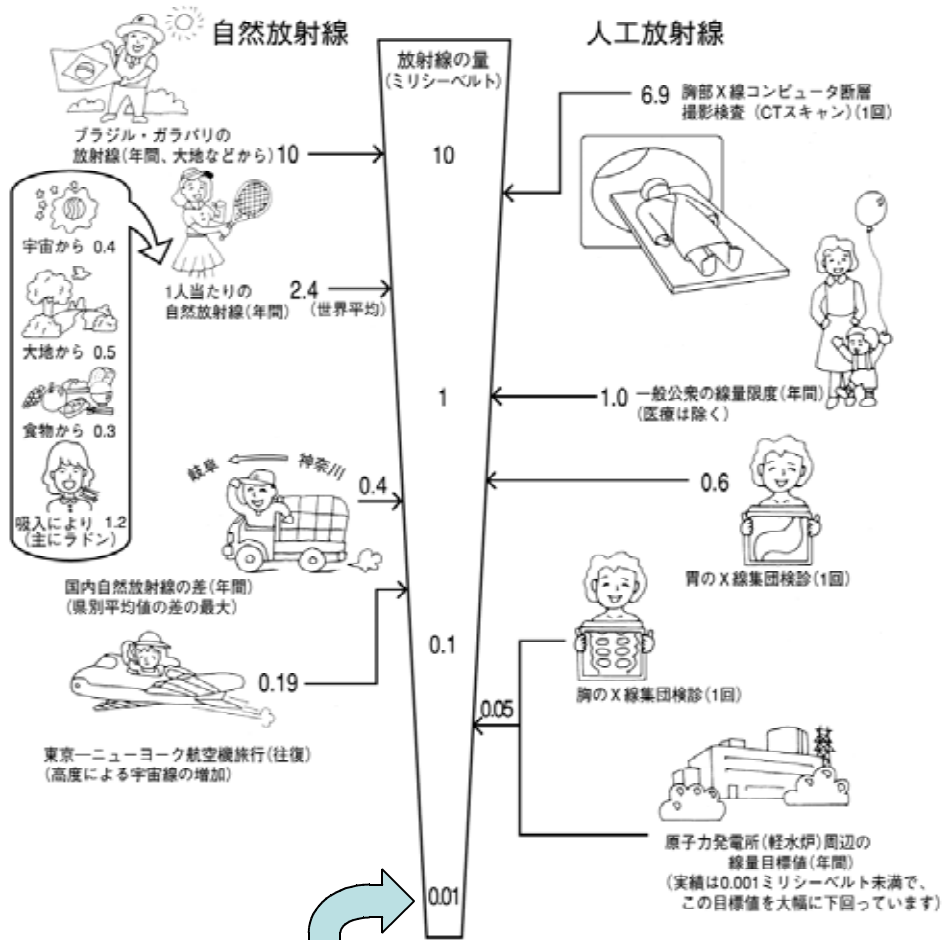 自然放射線
人工放射線
放射線の量
(ミリシーベルト)
10
1
0.1
0.01
ブラジル・ガラパリの
放射線(年間、大地などから) 10
宇宙から 0.4
大地から 0.5
食物から 0.3
吸入により 1.2
(主にラドン)
1人当たりの
自然放射線(年間)
2.4
(世界平均)
岐阜
神奈川
0.4
国内自然放射線の差(年間)
(県別平均値の差の最大)
0.19
東京―ニューヨーク航空機旅行(往復)
(高度による宇宙線の増加)
6.9 胸部X線コンピュータ断層
撮影検査(CTスキャン)(1回)
1.0 一般公衆の線量限度(年間)
(医療は除く)
0.6
胃のX線集団検診(1回)
胸のX線集団検診(1回)
0.05
原子力発電所(軽水炉)周辺の
線量目標値(年間)
(実績は0.001ミリシーベルト未満で、
この目標値を大幅に下回っています)